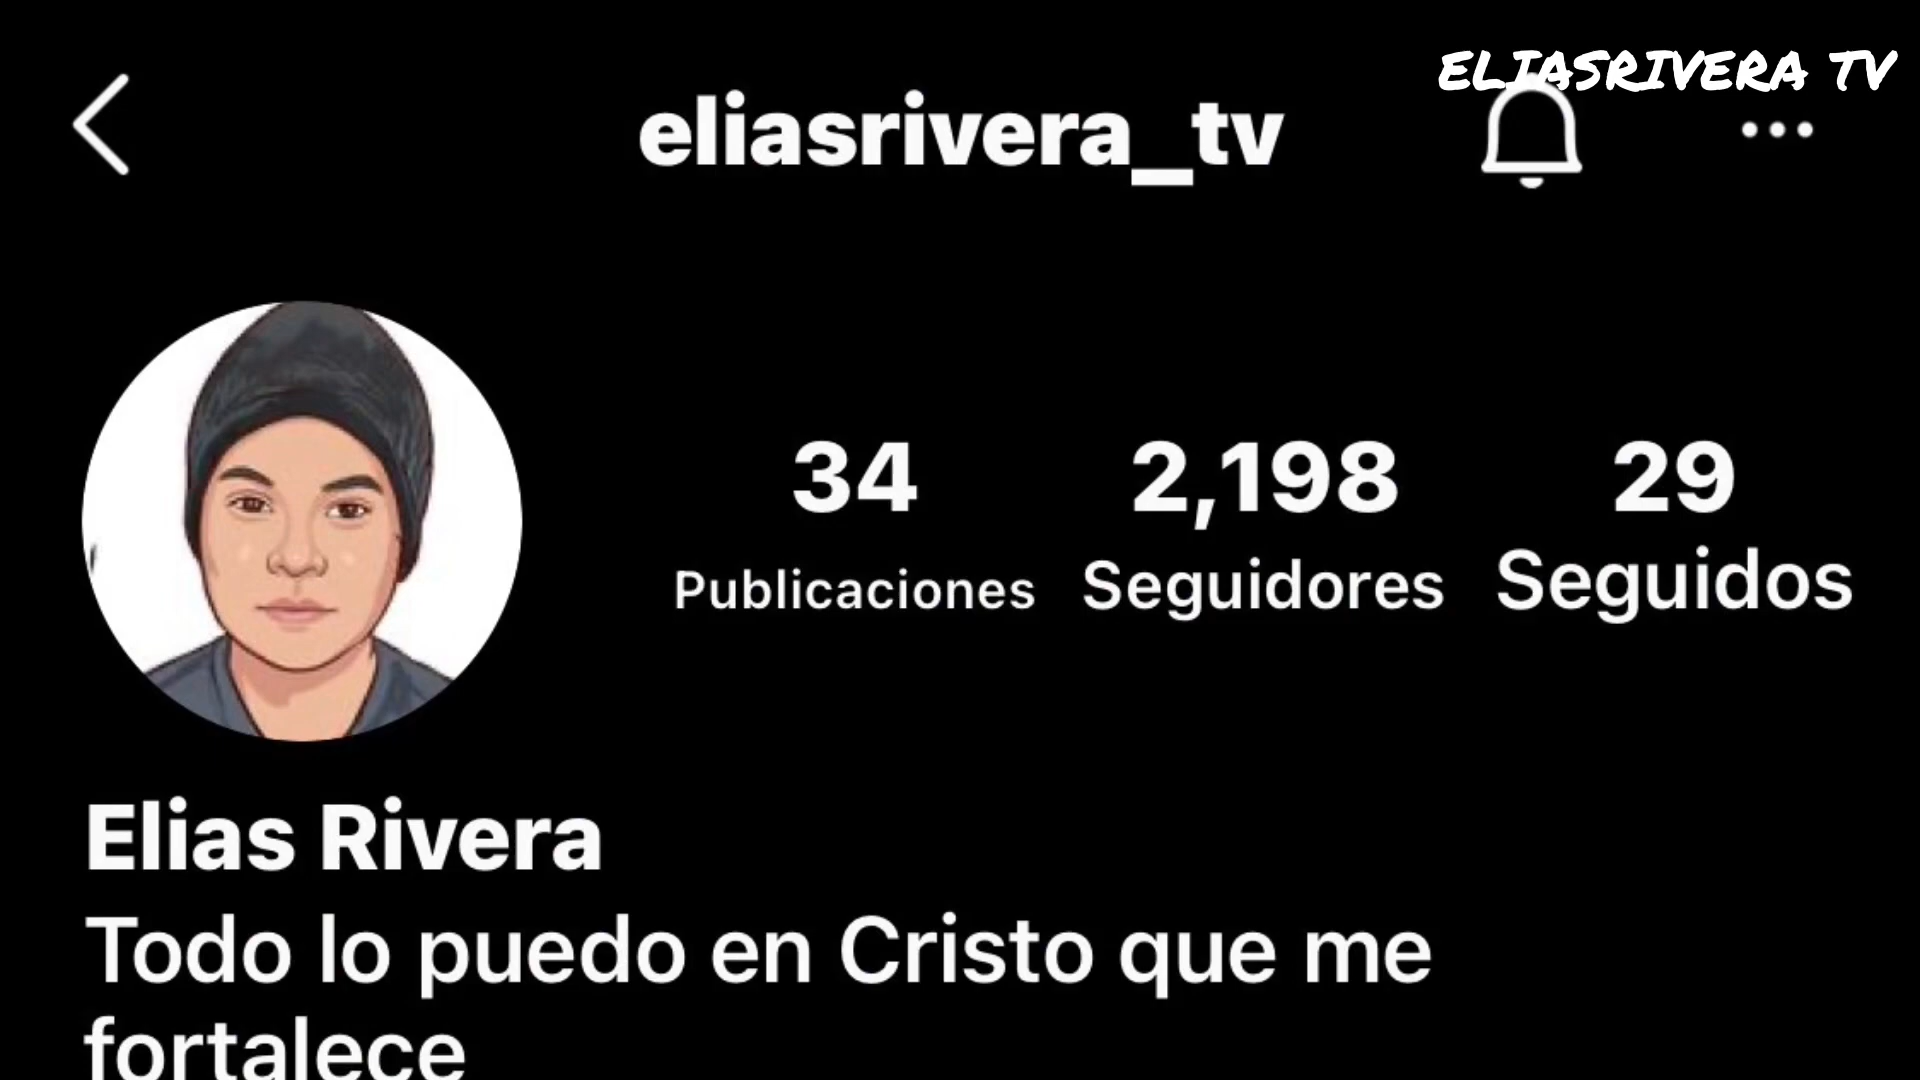 ELIASRIVERA TV
eliasrivera_tv
34 2,198 29
Publicaciones Seguidores Seguidos
Elias Rivera
Todo lo puedo en Cristo que me
fortalece